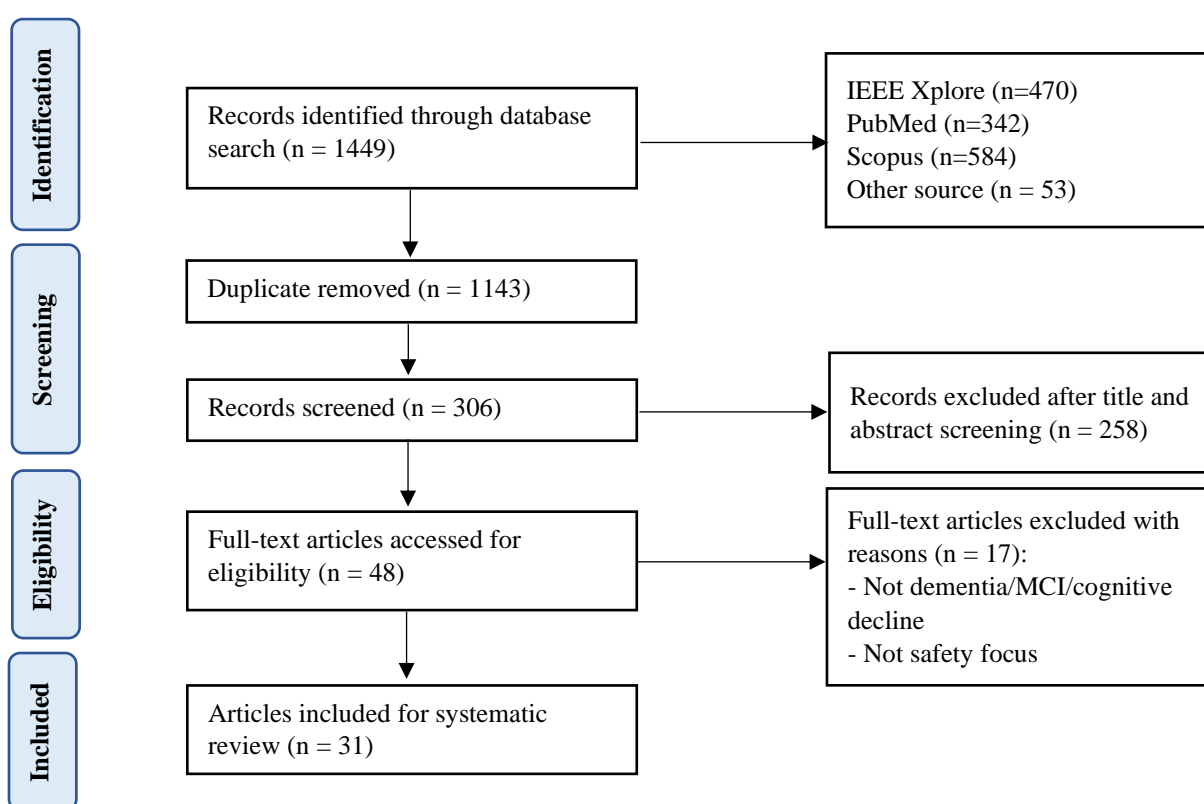 Identification
Records identified through database
search (n = 1449)
IEEE Xplore (n=470)
PubMed (n=342)
Scopus (n=584)
Other source (n = 53)
Screening
Duplicate removed (n = 1143)
Records screened (n = 306)
Records excluded after title and
abstract screening (n = 258)
Eligibility
Full-text articles accessed for
eligibility (n = 48)
Full-text articles excluded with
reasons (n = 17):
- Not dementia/MCI/cognitive
decline
- Not safety focus
Included
Articles included for systematic
review (n = 31)